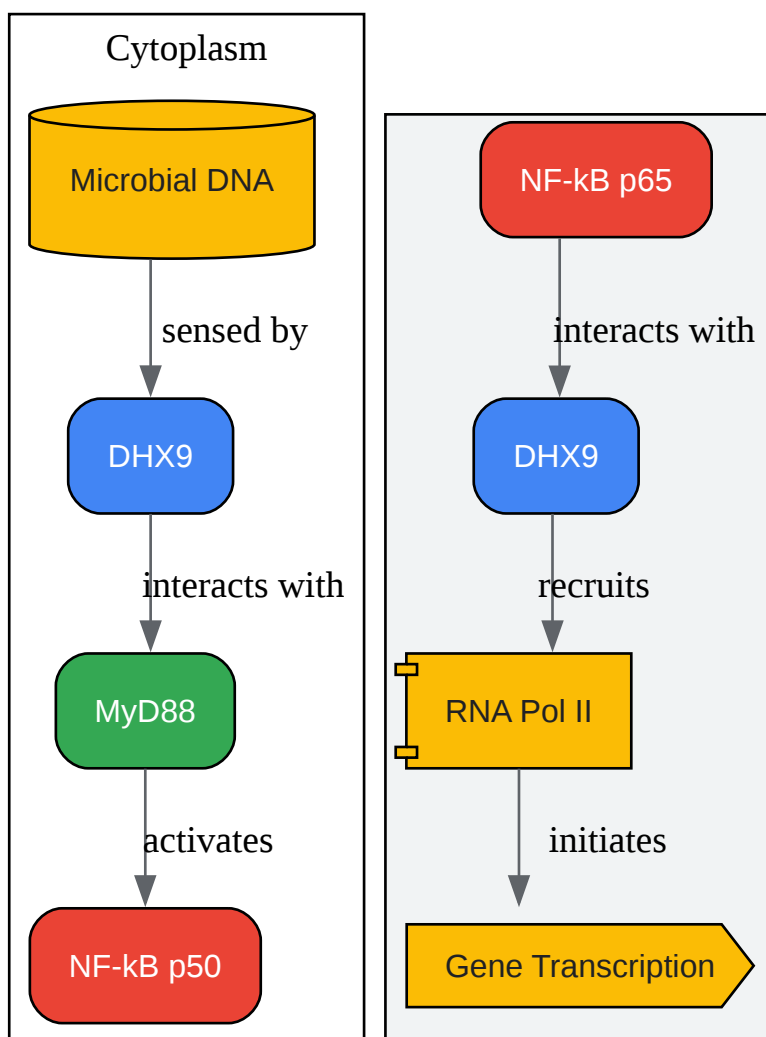 Cytoplasm
Microbial DNA
sensed by
DHX9
interacts with
MyD88
activates
NF-kB p50
NF-kB p65
interacts with
DHX9
recruits
RNA Pol II
initiates
Gene Transcription